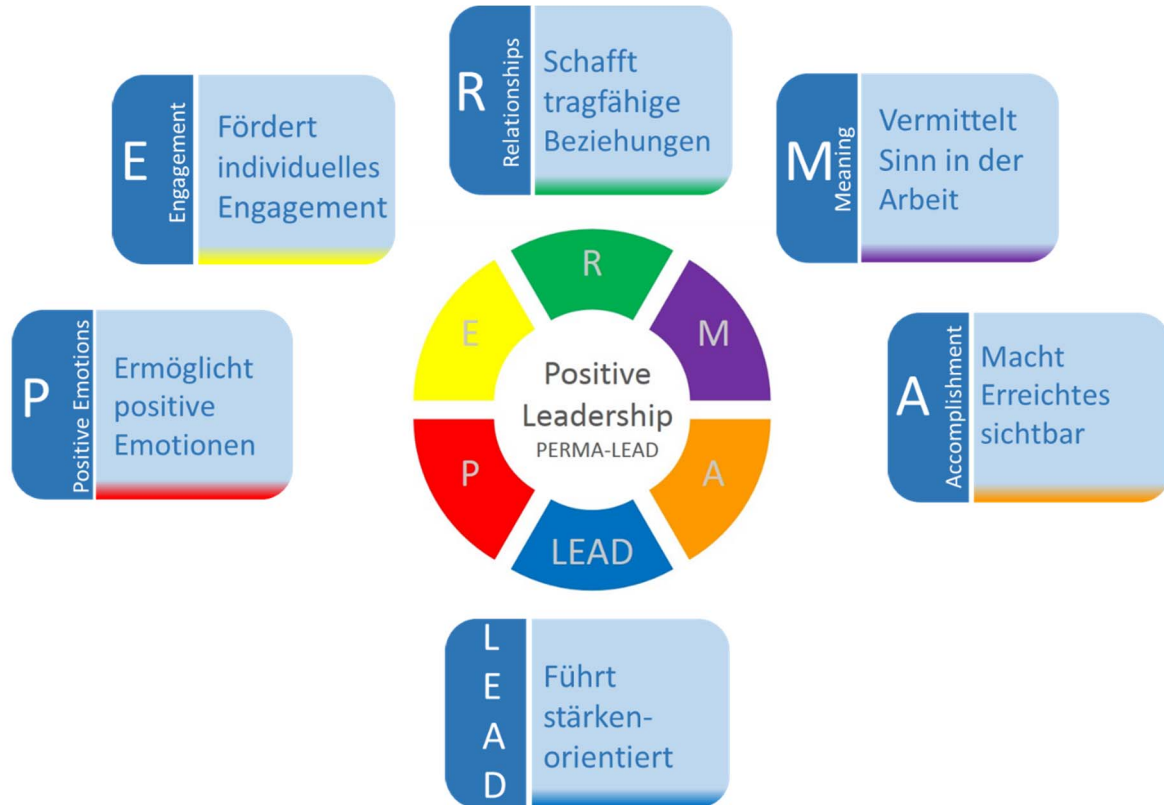 R
Relationships
Schafft
tragfähige
Beziehungen
E
Engagement
Fördert
individuelles
Engagement
M
Meaning
Vermittelt
Sinn in der
Arbeit
P
Positive Emotions
Ermöglicht
positive
Emotionen
A
Accomplishment
Macht
Erreichtes
sichtbar
R
E
M
Positive
Leadership
PERMA-LEAD
P
A
LEAD
L
E
A
D
Führt
stärken-
orientiert